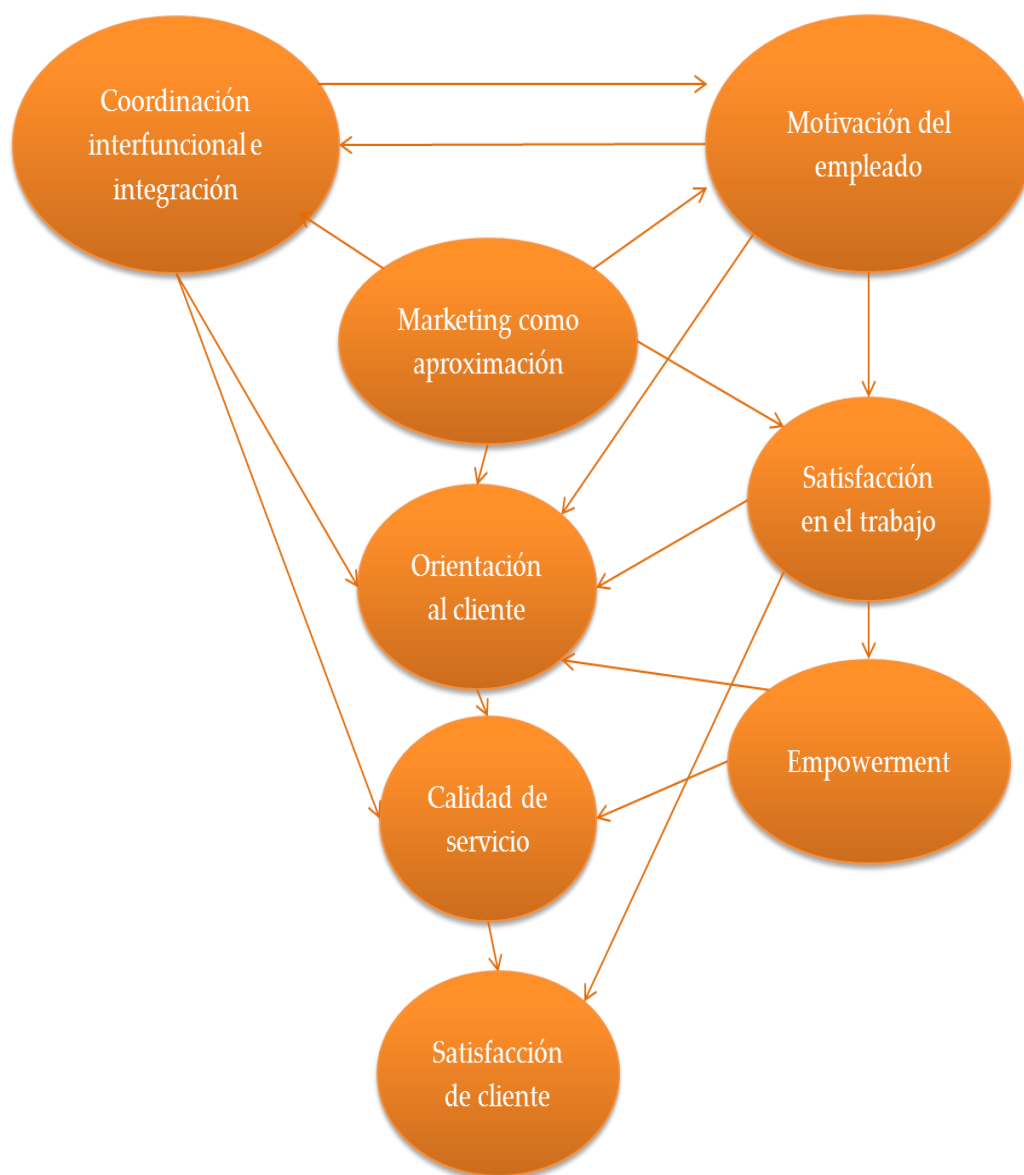 Coordinación
interfuncional e
integración
Motivación del
empleado
Marketing como
aproximación
Satisfacción
en el trabajo
Orientación
al cliente
Empowerment
Calidad de
servicio
Satisfacción
de cliente